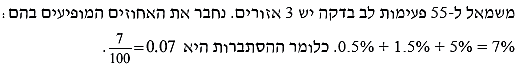 משמאל ל-55 פעימות לב בדקה יש 3 אזורים. נחבר את האחוזים המופיעים בהם:
0.5% + 1.5% + 5% = 7%. כלומר ההסתברות היא 7/100 = 0.07.